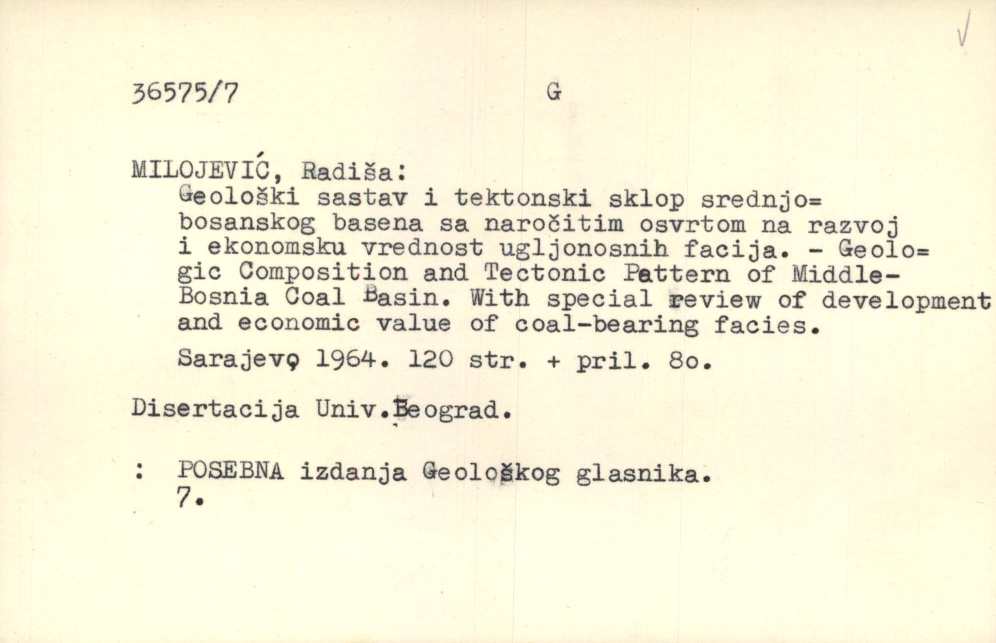 36575/7 G
MILOJEVIĆ, Radiša:
Geološki sastav i tektonski sklop srednjo=
bosanskog basena sa naročitim osvrtom na razvoj
i ekonomsku vrednost ugljonosnih facija. - Geolo=
gic Composition and Tectonic Pattern of Middle-
Bosnia Coal Basin. With special review of development
and economic value of coal-bearing facies.
Sarajevo 1964. 120 str. + pril. 8o.
Disertacija Univ.Beograd.
: POSEBNA izdanja Geološkog glasnika.
7.